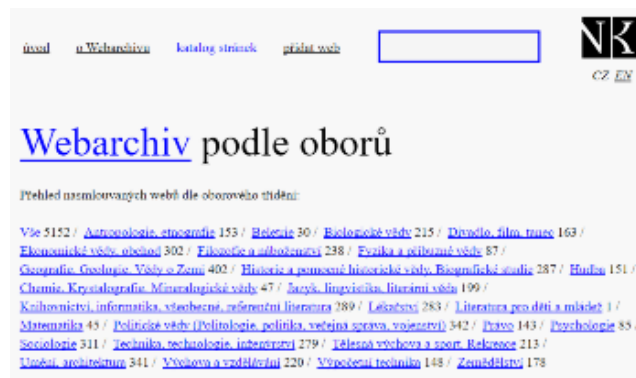 úvod o Webarchivu katalog stránek přidat web
NK
CZ EN
Webarchiv podle oborů
Přehled nasmlouvaných webů dle oborového třídění:
Vše 5152 / Antropologie, etnografie 153 / Beletrie 30 / Biologické vědy 215 / Divadlo, film, tanec 163 /
Ekonomické vědy, obchod 302 / Filozofie a náboženství 238 / Fyzika a příbuzné vědy 87 /
Geografie, Geologie, Vědy o Zemi 402 / Historie a pomocné historické vědy, Biografické studie 287 / Hudba 151 /
Chemie, Krystalografie, Mineralogické vědy 47 / Jazyk, lingvistika, literární věda 199 /
Knihovnictví, informatika, všeobecné, referenční literatura 289 / Lékařství 283 / Literatura pro děti a mládež 1 /
Matematika 45 / Politické vědy (Politologie, politika, veřejná správa, vojenství) 342 / Právo 143 / Psychologie 85 /
Sociologie 311 / Technika, technologie, inženýrství 279 / Tělesná výchova a sport, Rekreace 213 /
Umění, architektura 341 / Výchova a vzdělávání 220 / Výpočetní technika 148 / Zemědělství 178